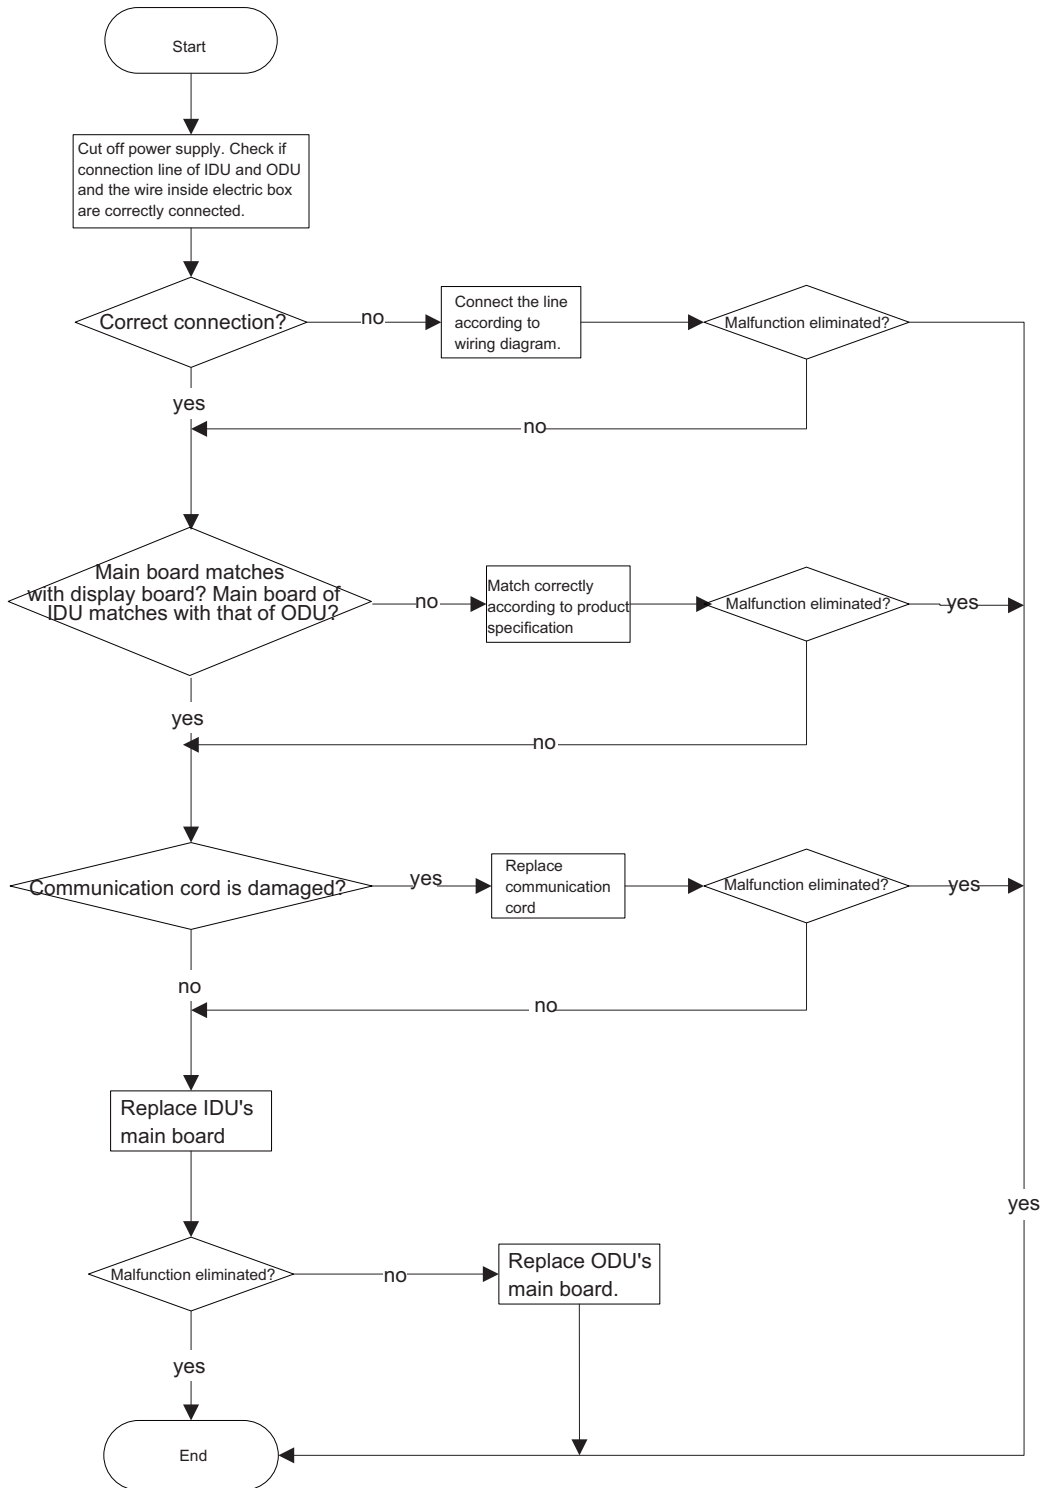 Start
Cut off power supply. Check if
connection line of IDU and ODU
and the wire inside electric box
are correctly connected.
Correct connection?
no
Connect the line
according to
wiring diagram.
Malfunction eliminated?
yes
no
Main board matches
with display board? Main board of
IDU matches with that of ODU?
no
Match correctly
according to product
specification
Malfunction eliminated?
yes
yes
no
Communication cord is damaged?
yes
Replace
communication
cord
Malfunction eliminated?
yes
no
no
Replace IDU's
main board
yes
Malfunction eliminated?
no
Replace ODU's
main board.
yes
End